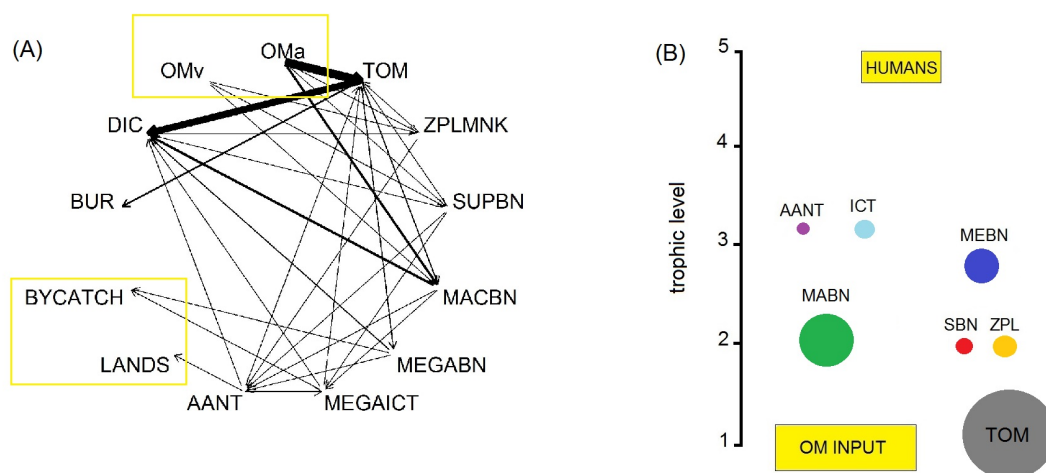 (A)
OMa
OMv
TOM
DIC
ZPLMNK
BUR
SUPBN
BYCATCH
MACBN
LANDS
MEGABN
AANT
MEGAICT
(B)
trophic level
5
4
3
2
1
HUMANS
AANT
ICT
MEBN
MABN
SBN
ZPL
OM INPUT
TOM